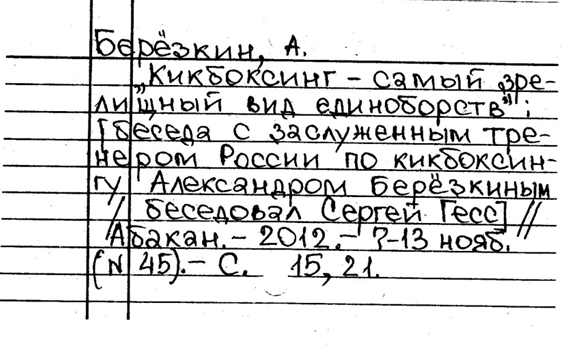 Берёзкин, А.
„Кикбоксинг – самый зре-
лищный вид единоборств" :
[беседа с заслуженным тре-
нером России по кикбоксин-
гу Александром Берёзкиным
/ беседовал Сергей Гесс] //
Абакан. – 2012. – 7-13 нояб.
(N 45). – С. 15, 21.